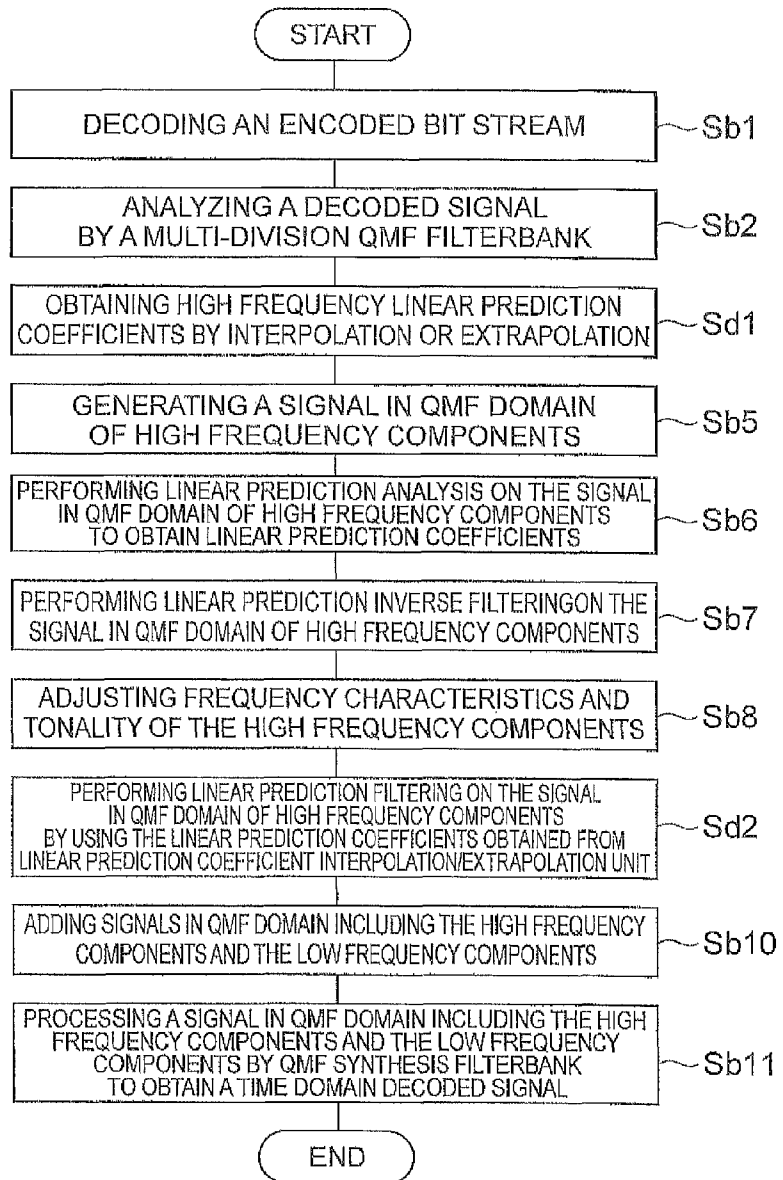 START
DECODING AN ENCODED BIT STREAM
Sb1
ANALYZING A DECODED SIGNAL
BY A MULTI-DIVISION QMF FILTERBANK
Sb2
OBTAINING HIGH FREQUENCY LINEAR PREDICTION
COEFFICIENTS BY INTERPOLATION OR EXTRAPOLATION
Sd1
GENERATING A SIGNAL IN QMF DOMAIN
OF HIGH FREQUENCY COMPONENTS
Sb5
PERFORMING LINEAR PREDICTION ANALYSIS ON THE SIGNAL
IN QMF DOMAIN OF HIGH FREQUENCY COMPONENTS
TO OBTAIN LINEAR PREDICTION COEFFICIENTS
Sb6
PERFORMING LINEAR PREDICTION INVERSE FILTERINGON THE
SIGNAL IN QMF DOMAIN OF HIGH FREQUENCY COMPONENTS
Sb7
ADJUSTING FREQUENCY CHARACTERISTICS AND
TONALITY OF THE HIGH FREQUENCY COMPONENTS
Sb8
PERFORMING LINEAR PREDICTION FILTERING ON THE SIGNAL
IN QMF DOMAIN OF HIGH FREQUENCY COMPONENTS
BY USING THE LINEAR PREDICTION COEFFICIENTS OBTAINED FROM
LINEAR PREDICTION COEFFICIENT INTERPOLATION/EXTRAPOLATION UNIT
Sd2
ADDING SIGNALS IN QMF DOMAIN INCLUDING THE HIGH FREQUENCY
COMPONENTS AND THE LOW FREQUENCY COMPONENTS
Sb10
PROCESSING A SIGNAL IN QMF DOMAIN INCLUDING THE HIGH
FREQUENCY COMPONENTS AND THE LOW FREQUENCY
COMPONENTS BY QMF SYNTHESIS FILTERBANK
TO OBTAIN A TIME DOMAIN DECODED SIGNAL
Sb11
END